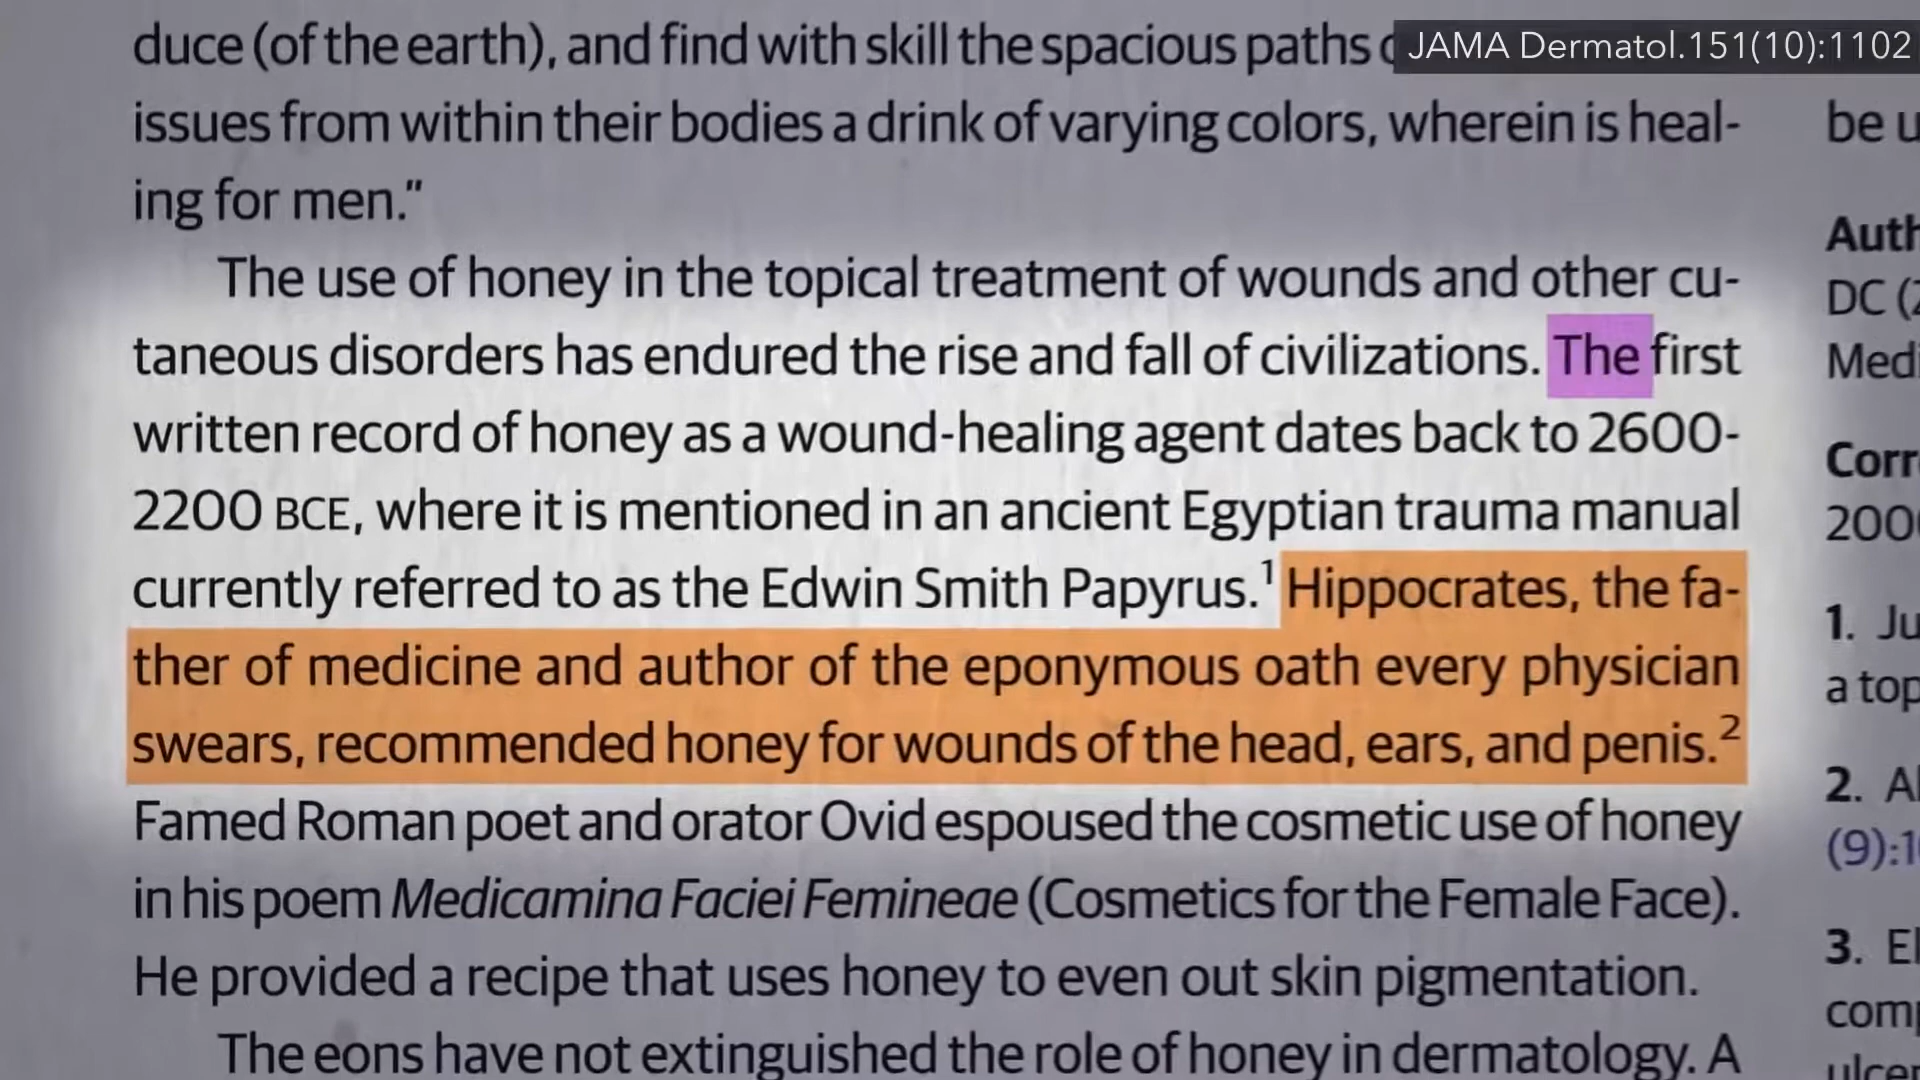 JAMA Dermatol.151(10):1102
duce (of the earth), and find with skill the spacious paths
issues from within their bodies a drink of varying colors, wherein is heal-
ing for men."
The use of honey in the topical treatment of wounds and other cu-
taneous disorders has endured the rise and fall of civilizations. The first
written record of honey as a wound-healing agent dates back to 2600-
2200 BCE, where it is mentioned in an ancient Egyptian trauma manual
currently referred to as the Edwin Smith Papyrus.¹ Hippocrates, the fa-
ther of medicine and author of the eponymous oath every physician
swears, recommended honey for wounds of the head, ears, and penis.²
Famed Roman poet and orator Ovid espoused the cosmetic use of honey
in his poem Medicamina Faciei Femineae (Cosmetics for the Female Face).
He provided a recipe that uses honey to even out skin pigmentation.
The eons have not extinguished the role of honey in dermatology. A
be
DC
1.
a top
2.
3.